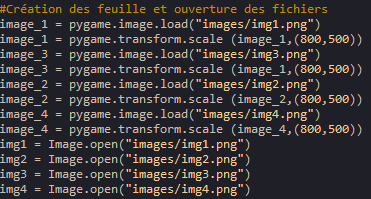 #Création des feuille et ouverture des fichiers
image_1 = pygame.image.load("images/img1.png")
image_1 = pygame.transform.scale (image_1,(800,500))
image_3 = pygame.image.load("images/img3.png")
image_3 = pygame.transform.scale (image_3,(800,500))
image_2 = pygame.image.load("images/img2.png")
image_2 = pygame.transform.scale (image_2,(800,500))
image_4 = pygame.image.load("images/img4.png")
image_4 = pygame.transform.scale (image_4,(800,500))
img1 = Image.open("images/img1.png")
img2 = Image.open("images/img2.png")
img3 = Image.open("images/img3.png")
img4 = Image.open("images/img4.png")